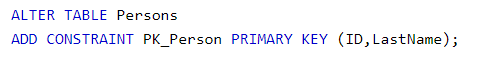 ALTER TABLE Persons
ADD CONSTRAINT PK_Person PRIMARY KEY (ID,LastName);